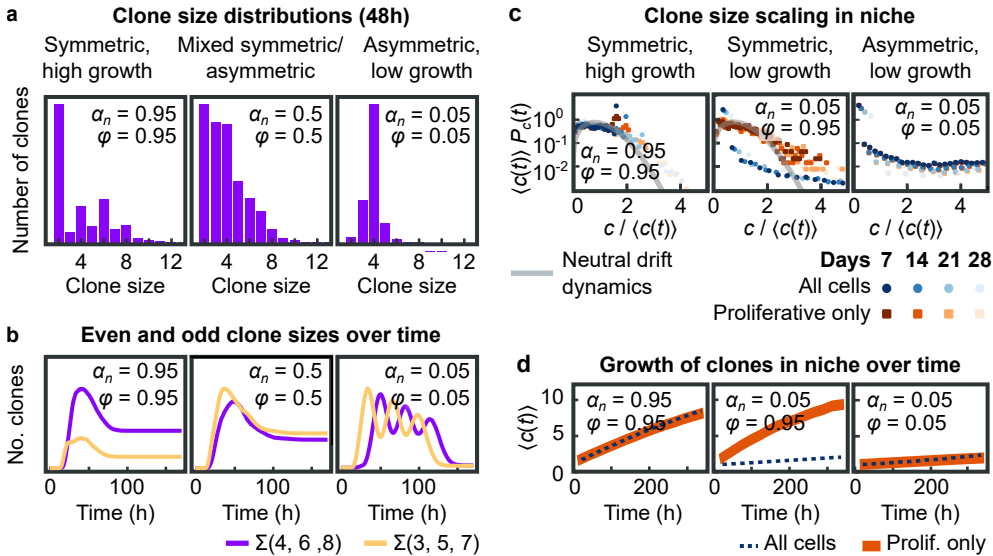 a Clone size distributions (48h)
Symmetric, high growth
Mixed symmetric/ asymmetric
Asymmetric, low growth
Number of clones
αn = 0.95
φ = 0.95
αn = 0.5
φ = 0.5
αn = 0.05
φ = 0.05
4 8 12
4 8 12
4 8 12
Clone size
Clone size
Clone size
b Even and odd clone sizes over time
No. clones
αn = 0.95
φ = 0.95
αn = 0.5
φ = 0.5
αn = 0.05
φ = 0.05
0 100
0 100
0 100
Time (h)
Time (h)
Time (h)
Σ(4, 6 ,8)
Σ(3, 5, 7)
c Clone size scaling in niche
Symmetric, high growth
Symmetric, low growth
Asymmetric, low growth
⟨c(t)⟩ Pc(t)
10⁰
10⁻¹
10⁻²
αn = 0.95
φ = 0.95
αn = 0.05
φ = 0.95
αn = 0.05
φ = 0.05
0 2 4
0 2 4
0 2 4
c / ⟨c(t)⟩
c / ⟨c(t)⟩
c / ⟨c(t)⟩
Neutral drift
dynamics
Days 7 14 21 28
All cells
Proliferative only
d Growth of clones in niche over time
⟨c(t)⟩
10
5
0
αn = 0.95
φ = 0.95
αn = 0.05
φ = 0.95
αn = 0.05
φ = 0.05
0 200
0 200
0 200
Time (h)
Time (h)
Time (h)
All cells
Prolif. only